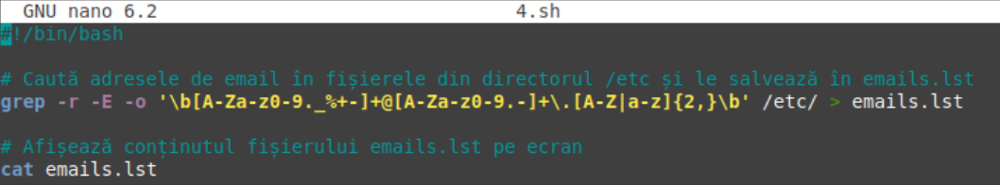 GNU nano 6.2 4.sh
#!/bin/bash
# Caută adresele de email în fișierele din directorul /etc și le salvează în emails.lst
grep -r -E -o '\b[A-Za-z0-9._%+-]+@[A-Za-z0-9.-]+\.[A-Z|a-z]{2,}\b' /etc/ > emails.lst
# Afișează conținutul fișierului emails.lst pe ecran
cat emails.lst